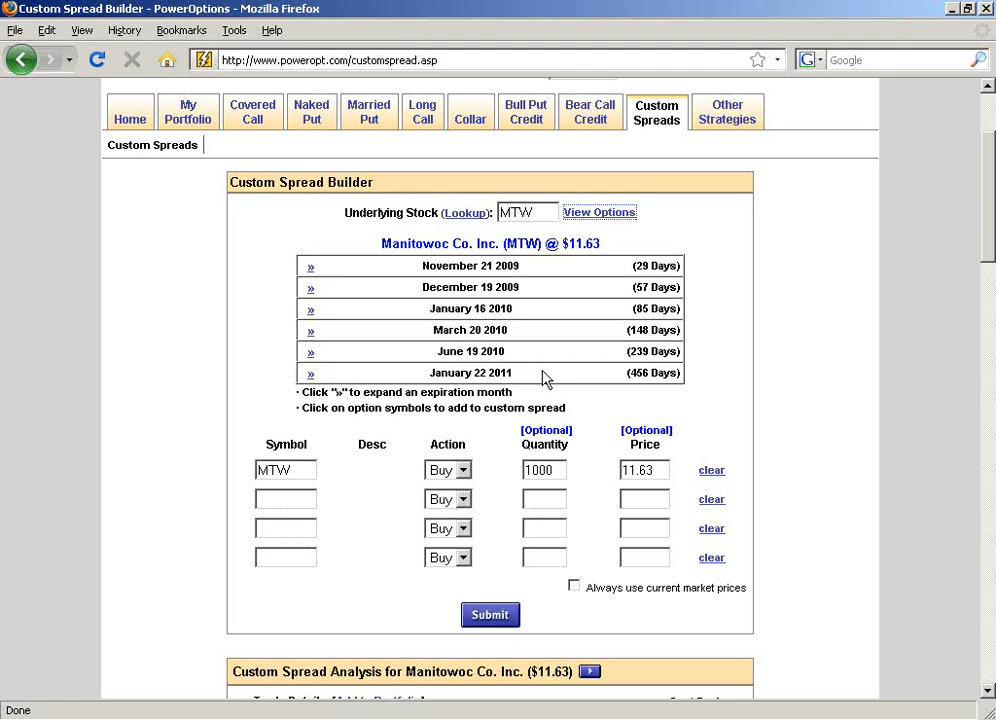 Custom Spread Builder - PowerOptions - Mozilla Firefox
File Edit View History Bookmarks Tools Help
http://www.poweropt.com/customspread.asp
G Google
Home
My Portfolio
Covered Call
Naked Put
Married Put
Long Call
Collar
Bull Put Credit
Bear Call Credit
Custom Spreads
Other Strategies
Custom Spreads
Custom Spread Builder
Underlying Stock (Lookup): MTW View Options
Manitowoc Co. Inc. (MTW) @ $11.63
» November 21 2009 (29 Days)
» December 19 2009 (57 Days)
» January 16 2010 (85 Days)
» March 20 2010 (148 Days)
» June 19 2010 (239 Days)
» January 22 2011 (456 Days)
· Click "»" to expand an expiration month
· Click on option symbols to add to custom spread
[Optional] [Optional]
Symbol Desc Action Quantity Price
MTW Buy 1000 11.63 clear
Buy clear
Buy clear
Buy clear
Always use current market prices
Submit
Custom Spread Analysis for Manitowoc Co. Inc. ($11.63)
Done